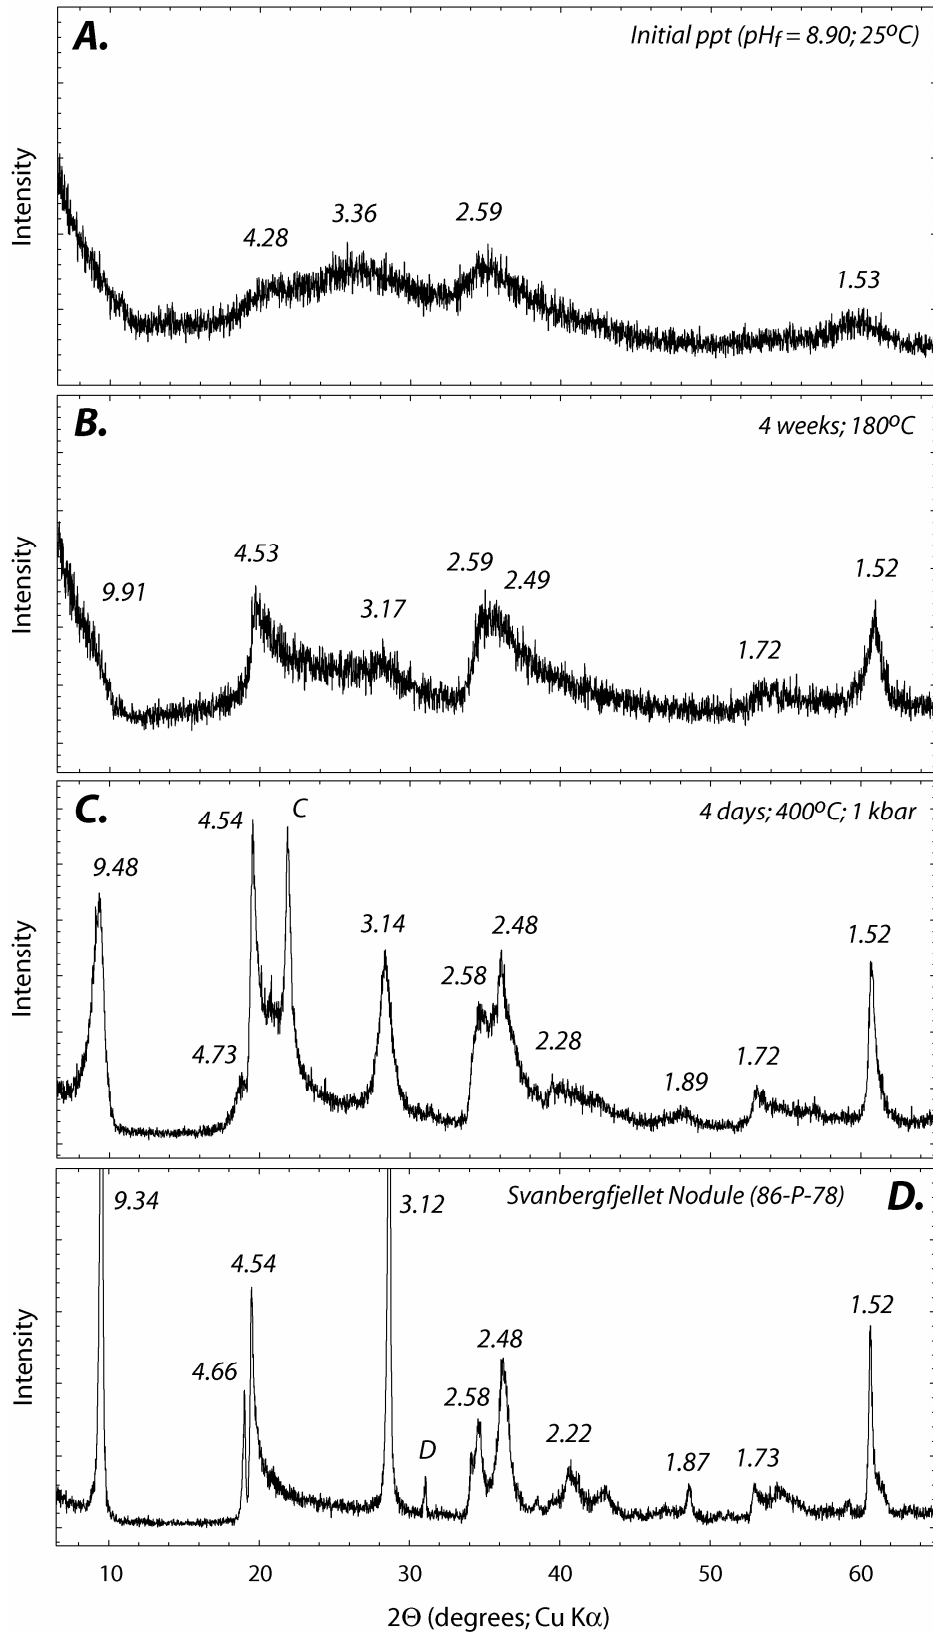 A.
Initial ppt (pHf = 8.90; 25ºC)
Intensity
4.28
3.36
2.59
1.53
B.
4 weeks; 180ºC
Intensity
9.91
4.53
3.17
2.59
2.49
1.72
1.52
C.
4 days; 400ºC; 1 kbar
Intensity
9.48
4.73
4.54
C
3.14
2.58
2.48
2.28
1.89
1.72
1.52
Svanbergfjellet Nodule (86-P-78)
D.
Intensity
9.34
4.66
4.54
3.12
D
2.58
2.48
2.22
1.87
1.73
1.52
10 20 30 40 50 60
2Θ (degrees; Cu Kα)